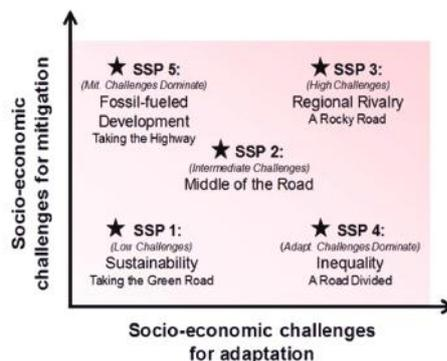 Socio-economic
challenges for mitigation
★ SSP 5:
(Mit. Challenges Dominate)
Fossil-fueled
Development
Taking the Highway
★ SSP 3:
(High Challenges)
Regional Rivalry
A Rocky Road
★ SSP 2:
(Intermediate Challenges)
Middle of the Road
★ SSP 1:
(Low Challenges)
Sustainability
Taking the Green Road
★ SSP 4:
(Adapt. Challenges Dominate)
Inequality
A Road Divided
Socio-economic challenges
for adaptation